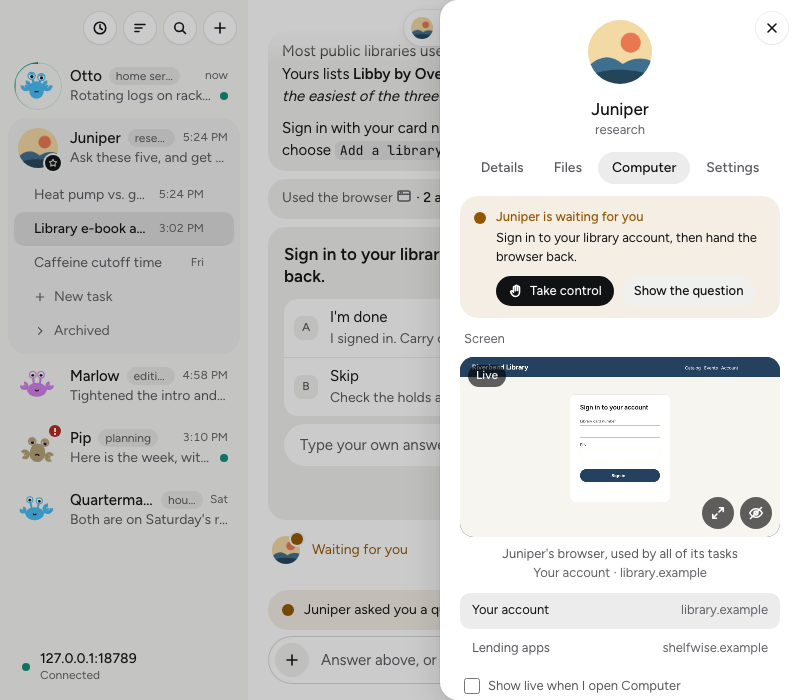 Otto
home ser...
now
Rotating logs on rack...
Juniper
rese...
5:24 PM
Ask these five, and get ...
Heat pump vs. g...
5:24 PM
Library e-book a...
3:02 PM
Caffeine cutoff time
Fri
New task
Archived
Marlow
editi...
4:58 PM
Tightened the intro and...
Pip
planning
3:10 PM
Here is the week, wit...
Quarterma...
hou...
Sat
Both are on Saturday's r...
127.0.0.1:18789
Connected
Most public libraries use
Yours lists Libby by Ove
the easiest of the three
Sign in with your card n
choose Add a library
Used the browser · 2 a
Sign in to your librar
back.
A
I'm done
I signed in. Carry o
B
Skip
Check the holds a
Type your own answe
Waiting for you
Juniper asked you a q
Answer above, or
Juniper
research
Details
Files
Computer
Settings
Juniper is waiting for you
Sign in to your library account, then hand the
browser back.
Take control
Show the question
Screen
Riverbend Library
Catalog Events Account
Live
Sign in to your account
Library card number
Sign in
Juniper's browser, used by all of its tasks
Your account · library.example
Your account
library.example
Lending apps
shelfwise.example
Show live when I open Computer